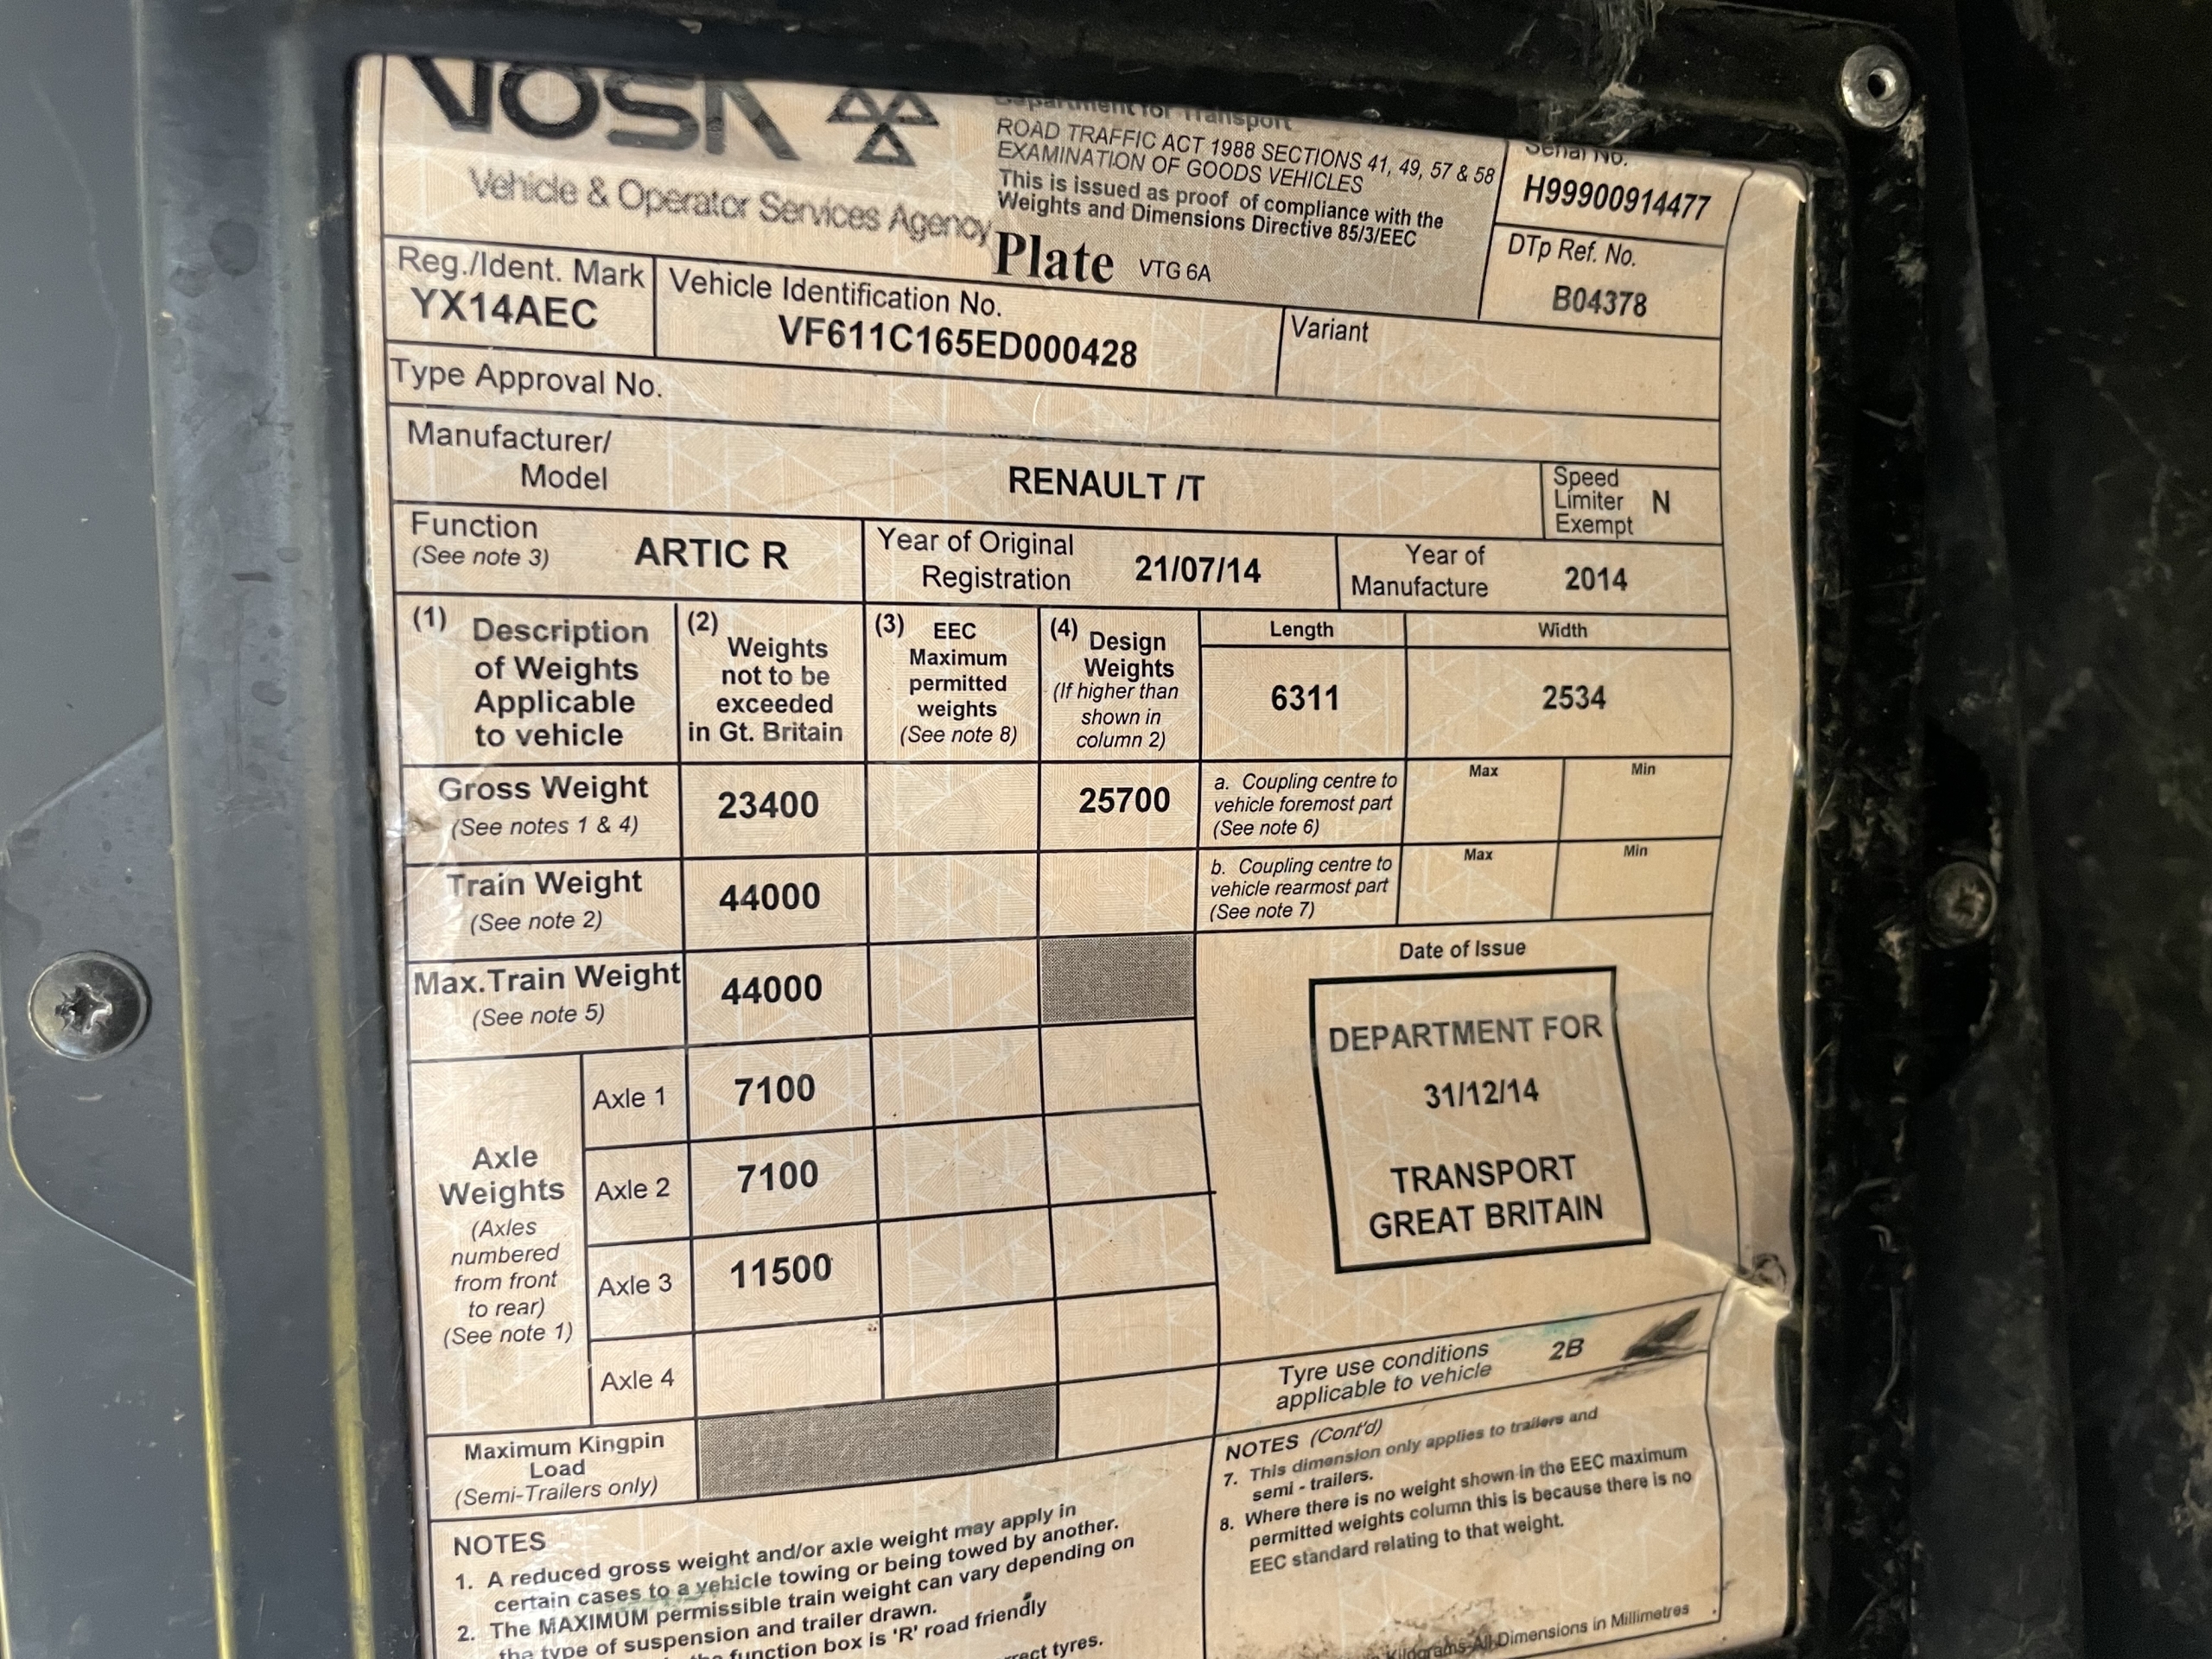 VOSA
Vehicle & Operator Services Agency
Department for Transport
ROAD TRAFFIC ACT 1988 SECTIONS 41, 49, 57 & 58
EXAMINATION OF GOODS VEHICLES
This is issued as proof of compliance with the
Weights and Dimensions Directive 85/3/EEC
Plate VTG 6A
Serial No.
H99900914477
DTp Ref. No.
B04378
Reg./Ident. Mark
YX14AEC
Vehicle Identification No.
VF611C165ED000428
Variant
Type Approval No.
Manufacturer/
Model
RENAULT /T
Speed
Limiter N
Exempt
Function
(See note 3)
ARTIC R
Year of Original
Registration
21/07/14
Year of
Manufacture
2014
(1) Description
of Weights
Applicable
to vehicle
(2) Weights
not to be
exceeded
in Gt. Britain
(3) EEC
Maximum
permitted
weights
(See note 8)
(4) Design
Weights
(If higher than
shown in
column 2)
Length
6311
Width
2534
Gross Weight
(See notes 1 & 4)
23400
25700
a. Coupling centre to
vehicle foremost part
(See note 6)
Max
Min
Train Weight
(See note 2)
44000
b. Coupling centre to
vehicle rearmost part
(See note 7)
Max
Min
Max.Train Weight
(See note 5)
44000
Date of Issue
DEPARTMENT FOR
31/12/14
TRANSPORT
GREAT BRITAIN
Axle
Weights
(Axles
numbered
from front
to rear)
(See note 1)
Axle 1 7100
Axle 2 7100
Axle 3 11500
Axle 4
Tyre use conditions
applicable to vehicle
2B
Maximum Kingpin
Load
(Semi-Trailers only)
NOTES
1. A reduced gross weight and/or axle weight may apply in
certain cases to a vehicle towing or being towed by another.
2. The MAXIMUM permissible train weight can vary depending on
the type of suspension and trailer drawn.
function box is 'R' road friendly
tyres.
NOTES (Cont'd)
7. This dimension only applies to trailers and
semi - trailers.
8. Where there is no weight shown in the EEC maximum
permitted weights column this is because there is no
EEC standard relating to that weight.
Kilograms-All Dimensions in Millimetres